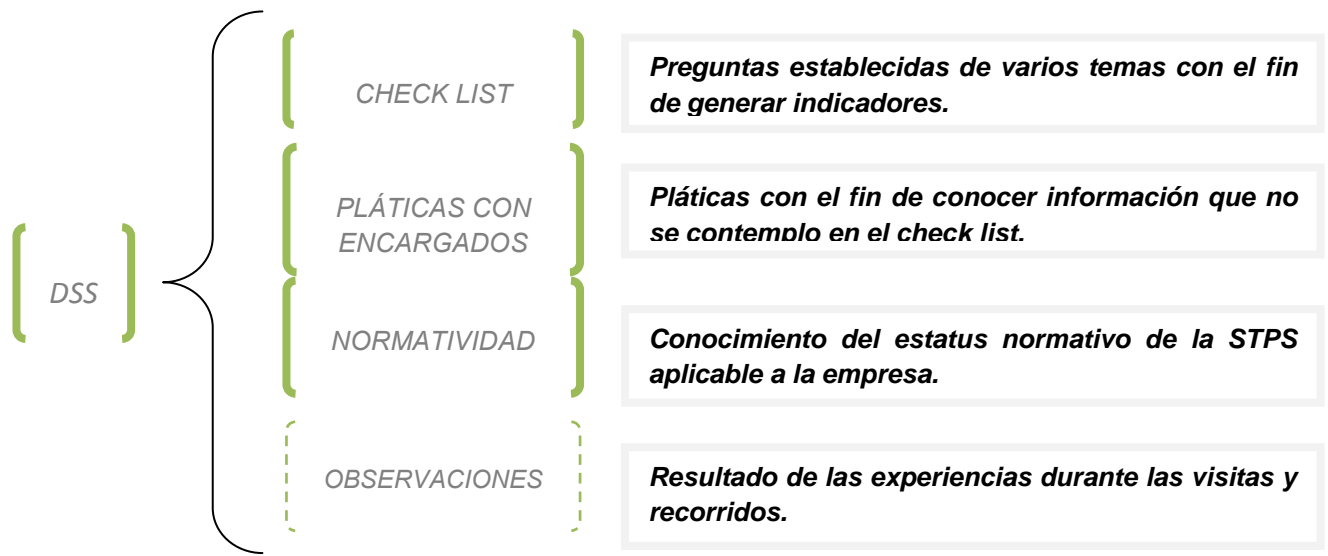 CHECK LIST
Preguntas establecidas de varios temas con el fin
de generar indicadores.
PLÁTICAS CON
ENCARGADOS
Pláticas con el fin de conocer información que no
se contemplo en el check list.
DSS
NORMATIVIDAD
Conocimiento del estatus normativo de la STPS
aplicable a la empresa.
OBSERVACIONES
Resultado de las experiencias durante las visitas y
recorridos.